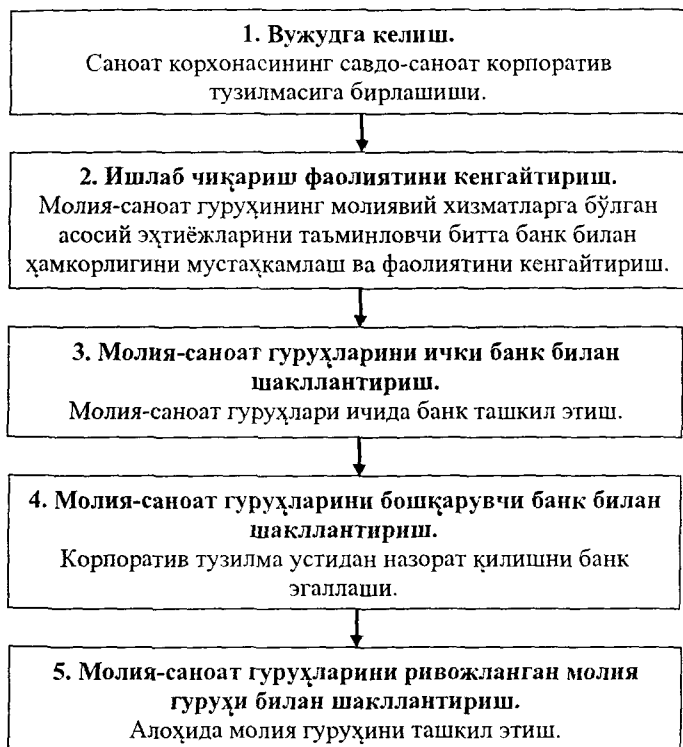 1. Вужудга келиш.
Саноат корхонасининг савдо-саноат корпоратив
тузилмасига бирлашиши.
2. Ишлаб чиқариш фаолиятини кенгайтириш.
Молия-саноат гуруҳининг молиявий хизматларга бўлган
асосий эҳтиёжларини таъминловчи битта банк билан
ҳамкорлигини мустаҳкамлаш ва фаолиятини кенгайтириш.
3. Молия-саноат гуруҳларини ички банк билан
шакллантириш.
Молия-саноат гуруҳлари ичида банк ташкил этиш.
4. Молия-саноат гуруҳларини бошқарувчи банк билан
шакллантириш.
Корпоратив тузилма устидан назорат қилишни банк
эгаллаши.
5. Молия-саноат гуруҳларини ривожланган молия
гуруҳи билан шакллантириш.
Алоҳида молия гуруҳини ташкил этиш.